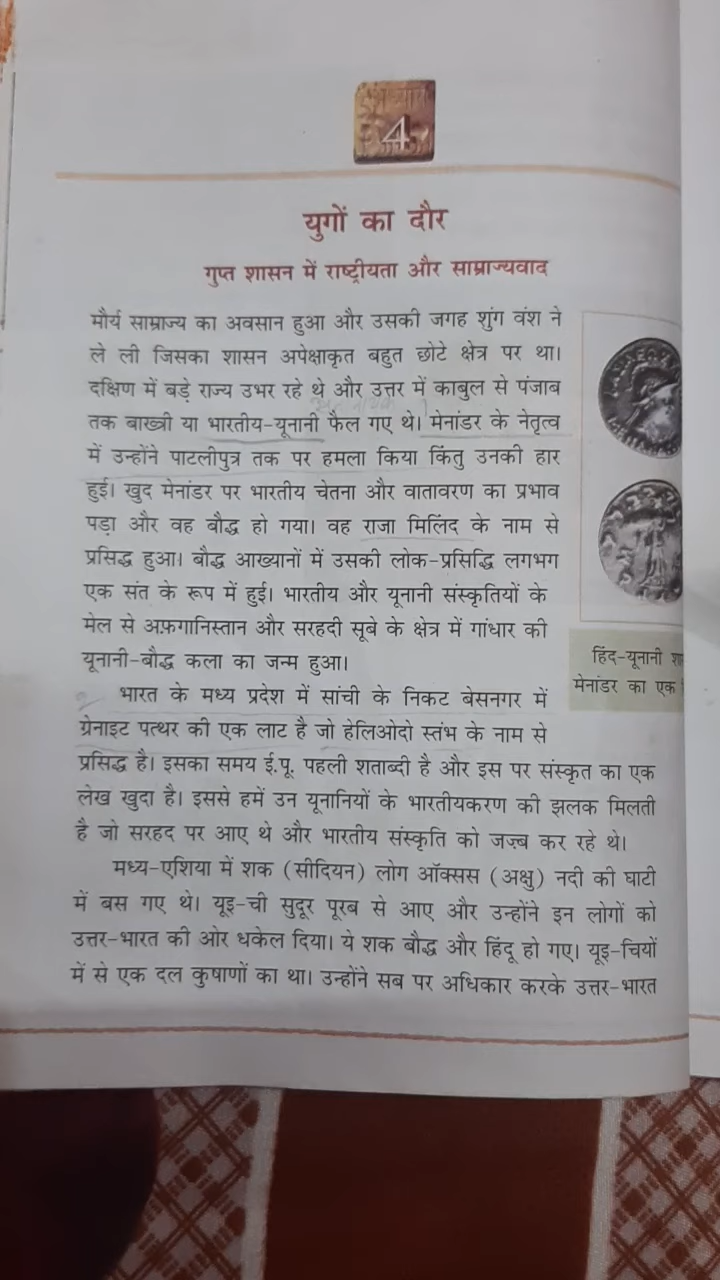 4
युगों का दौर
गुप्त शासन में राष्ट्रीयता और साम्राज्यवाद
मौर्य साम्राज्य का अवसान हुआ और उसकी जगह शुंग वंश ने
ले ली जिसका शासन अपेक्षाकृत बहुत छोटे क्षेत्र पर था।
दक्षिण में बड़े राज्य उभर रहे थे और उत्तर में काबुल से पंजाब
तक बाख्त्री या भारतीय-यूनानी फैल गए थे। मेनांडर के नेतृत्व
में उन्होंने पाटलीपुत्र तक पर हमला किया किंतु उनकी हार
हुई। खुद मेनांडर पर भारतीय चेतना और वातावरण का प्रभाव
पड़ा और वह बौद्ध हो गया। वह राजा मिलिंद के नाम से
प्रसिद्ध हुआ। बौद्ध आख्यानों में उसकी लोक-प्रसिद्धि लगभग
एक संत के रूप में हुई। भारतीय और यूनानी संस्कृतियों के
मेल से अफ़गानिस्तान और सरहदी सूबे के क्षेत्र में गांधार की
यूनानी-बौद्ध कला का जन्म हुआ।
हिंद-यूनानी
मेनांडर का एक
भारत के मध्य प्रदेश में सांची के निकट बेसनगर में
ग्रेनाइट पत्थर की एक लाट है जो हेलिओदो स्तंभ के नाम से
प्रसिद्ध है। इसका समय ई.पू. पहली शताब्दी है और इस पर संस्कृत का एक
लेख खुदा है। इससे हमें उन यूनानियों के भारतीयकरण की झलक मिलती
है जो सरहद पर आए थे और भारतीय संस्कृति को जज़्ब कर रहे थे।
मध्य-एशिया में शक (सीदियन) लोग ऑक्सस (अक्षु) नदी की घाटी
में बस गए थे। यूइ-ची सुदूर पूरब से आए और उन्होंने इन लोगों को
उत्तर-भारत की ओर धकेल दिया। ये शक बौद्ध और हिंदू हो गए। यूइ-चियों
में से एक दल कुषाणों का था। उन्होंने सब पर अधिकार करके उत्तर-भारत